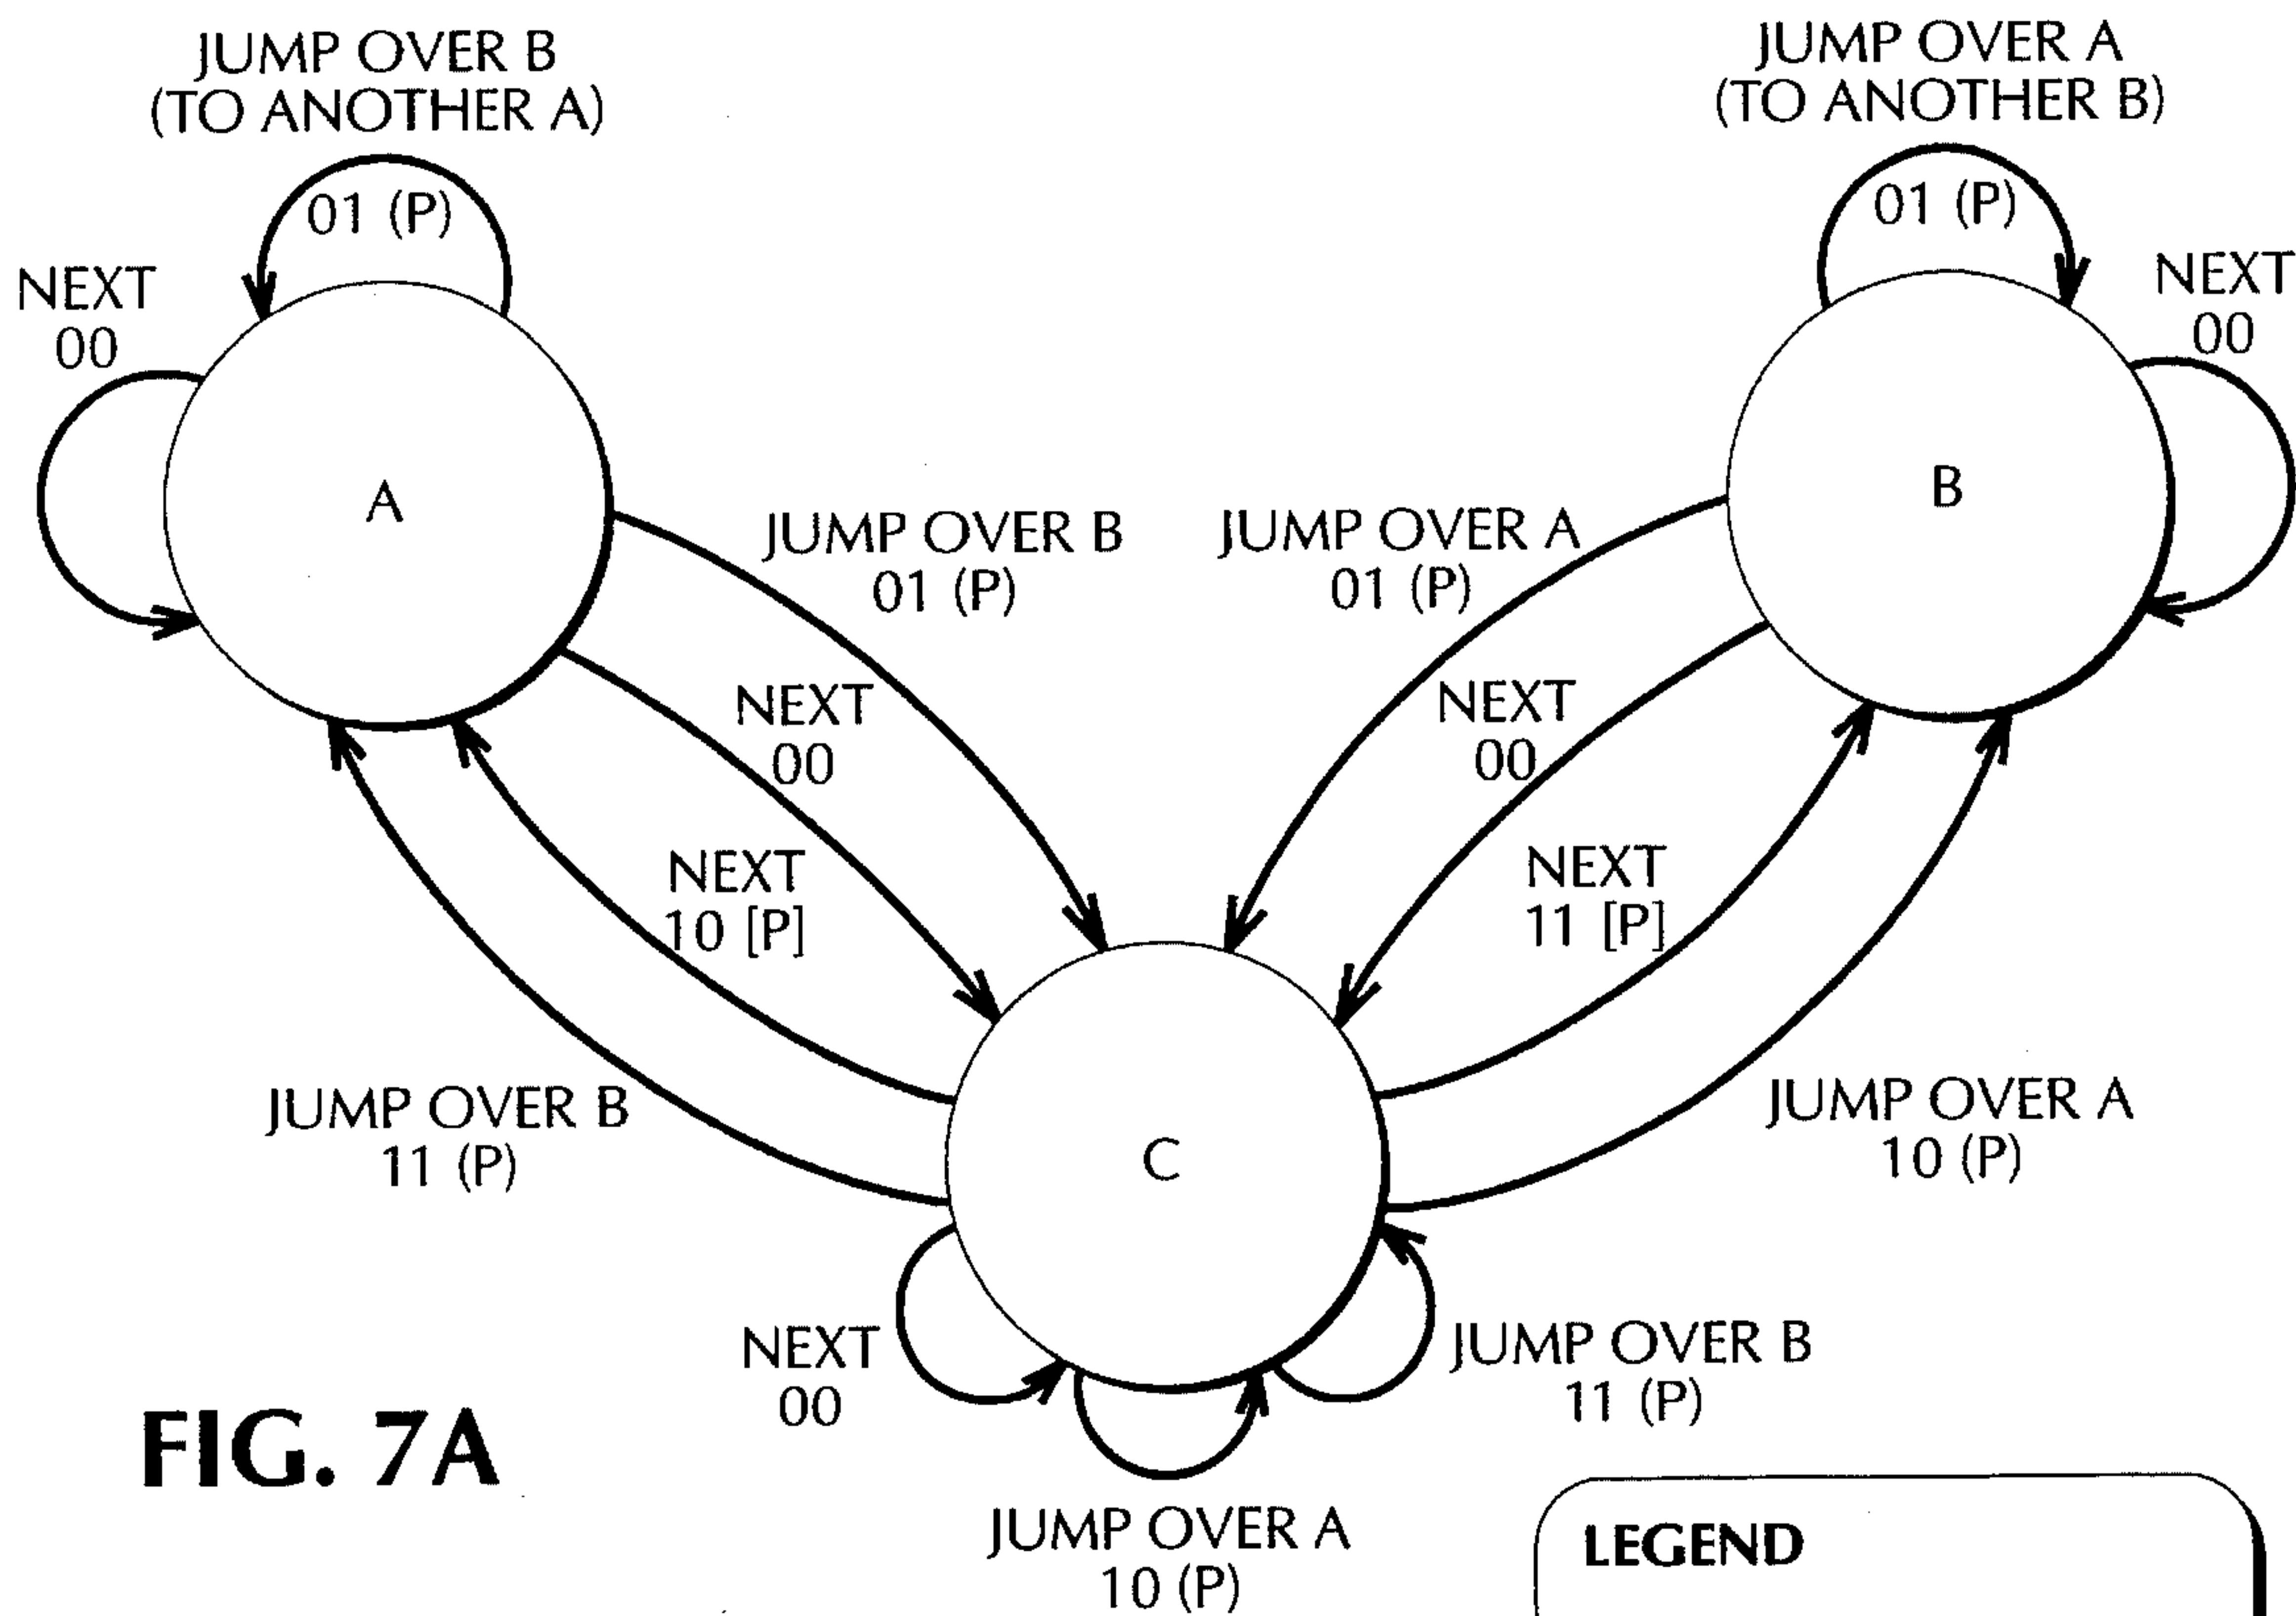 JUMP OVER B
(TO ANOTHER A)
01 (P)
NEXT
00
A
JUMP OVER A
(TO ANOTHER B)
01 (P)
NEXT
00
B
JUMP OVER B
01 (P)
JUMP OVER A
01 (P)
NEXT
00
NEXT
00
NEXT
10 [P]
NEXT
11 [P]
JUMP OVER B
11 (P)
JUMP OVER A
10 (P)
C
NEXT
00
JUMP OVER B
11 (P)
JUMP OVER A
10 (P)
FIG. 7A
LEGEND